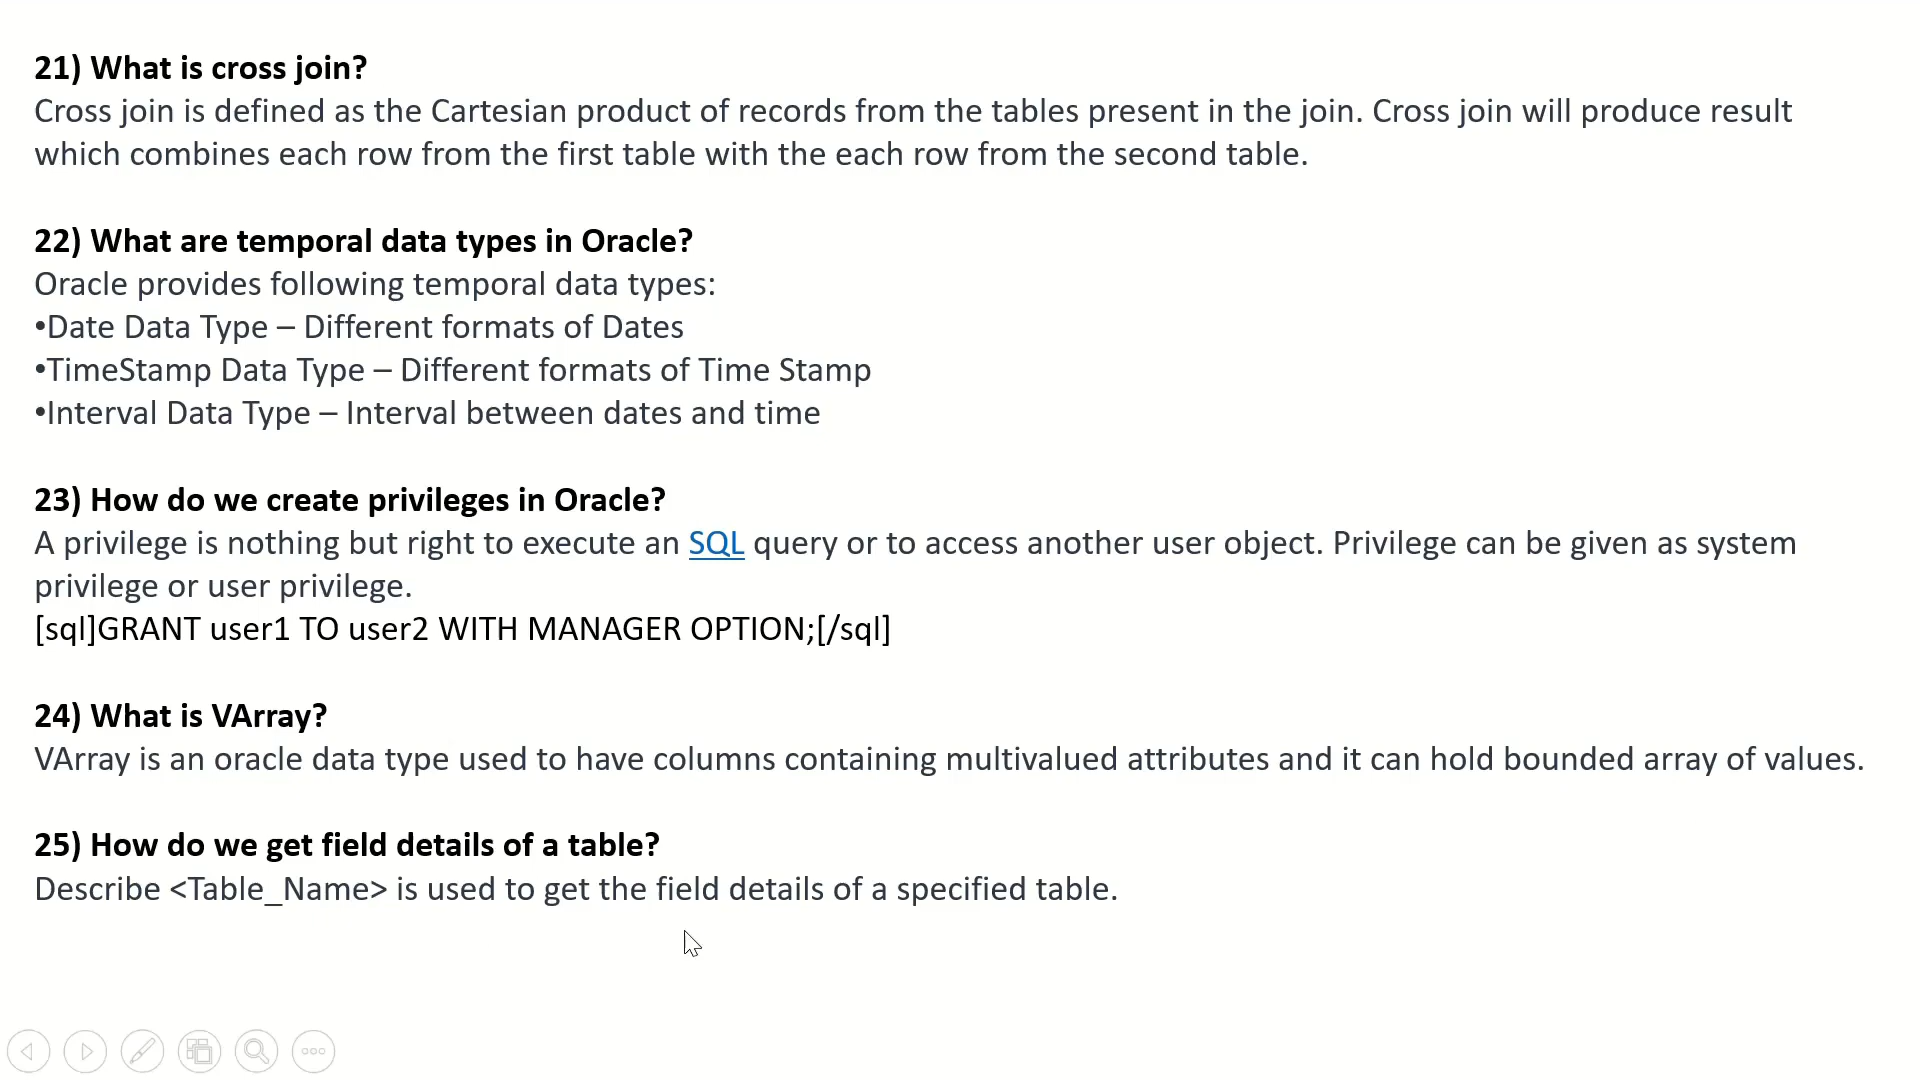 21) What is cross join?
Cross join is defined as the Cartesian product of records from the tables present in the join. Cross join will produce result
which combines each row from the first table with the each row from the second table.
22) What are temporal data types in Oracle?
Oracle provides following temporal data types:
•Date Data Type – Different formats of Dates
•TimeStamp Data Type – Different formats of Time Stamp
•Interval Data Type – Interval between dates and time
23) How do we create privileges in Oracle?
A privilege is nothing but right to execute an SQL query or to access another user object. Privilege can be given as system
privilege or user privilege.
[sql]GRANT user1 TO user2 WITH MANAGER OPTION;[/sql]
24) What is VArray?
VArray is an oracle data type used to have columns containing multivalued attributes and it can hold bounded array of values.
25) How do we get field details of a table?
Describe <Table_Name> is used to get the field details of a specified table.